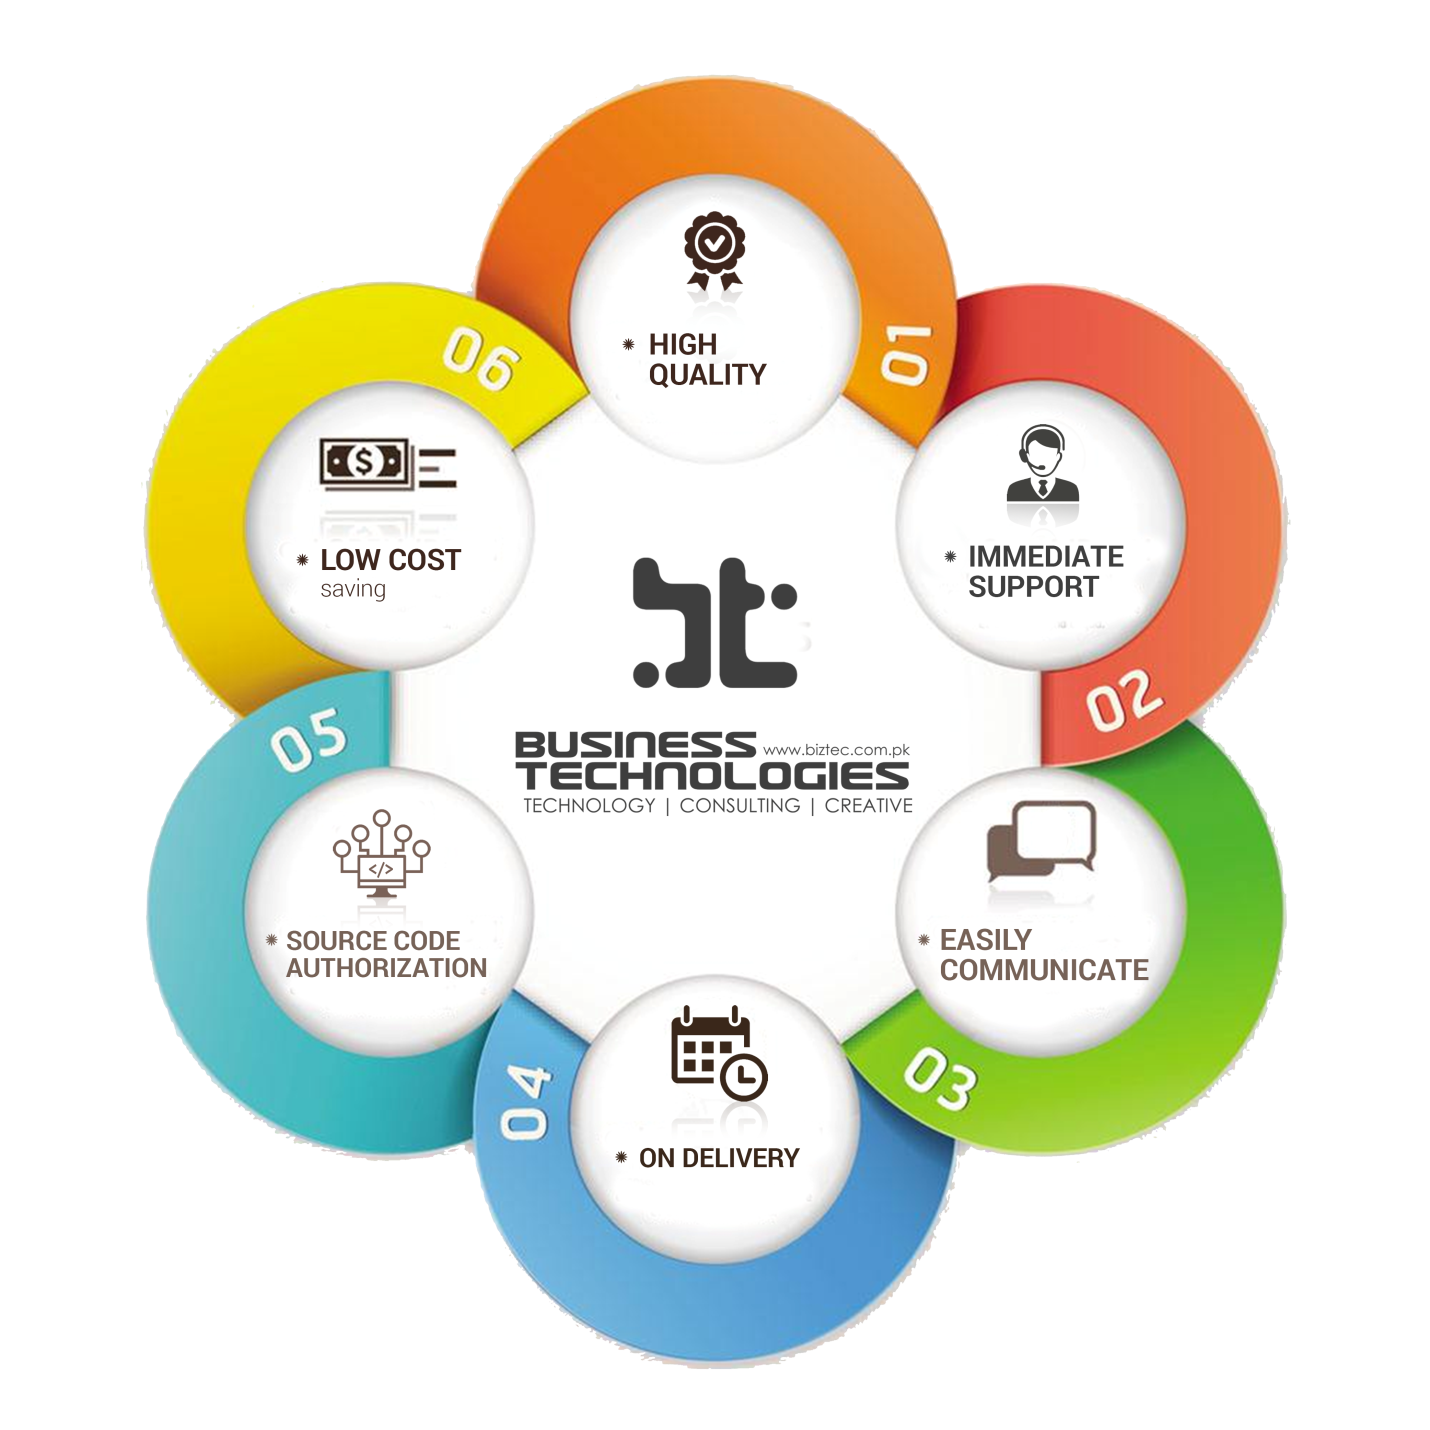 01
HIGH
QUALITY
02
IMMEDIATE
SUPPORT
03
EASILY
COMMUNICATE
04
ON DELIVERY
05
SOURCE CODE
AUTHORIZATION
06
LOW COST
saving
$
</>
bt
BUSINESS www.biztec.com.pk
TECHNOLOGIES
TECHNOLOGY | CONSULTING | CREATIVE